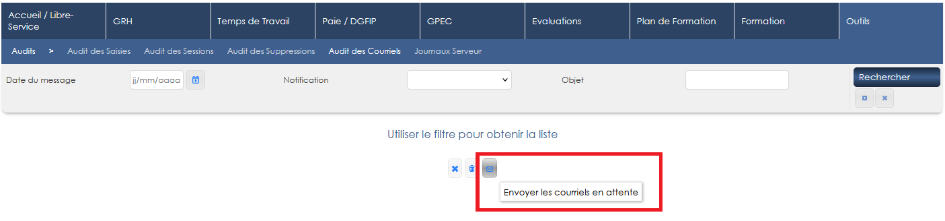 Accueil / Libre-Service GRH Temps de Travail Paie / DGFIP GPEC Evaluations Plan de Formation Formation Outils
Audits > Audit des Saisies Audit des Sessions Audit des Suppressions Audit des Courriels Journaux Serveur
Date du message jj/mm/aaaa Notification Objet Rechercher
Utiliser le filtre pour obtenir la liste
Envoyer les courriels en attente